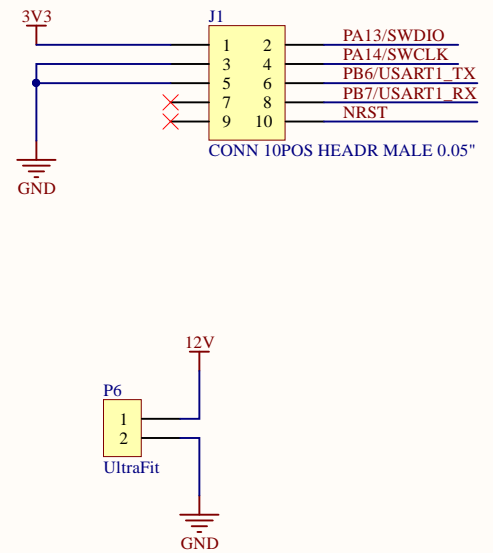 3V3
J1
1 2 PA13/SWDIO
3 4 PA14/SWCLK
5 6 PB6/USART1_TX
7 8 PB7/USART1_RX
9 10 NRST
CONN 10POS HEADR MALE 0.05"
GND
12V
P6
1
2
UltraFit
GND